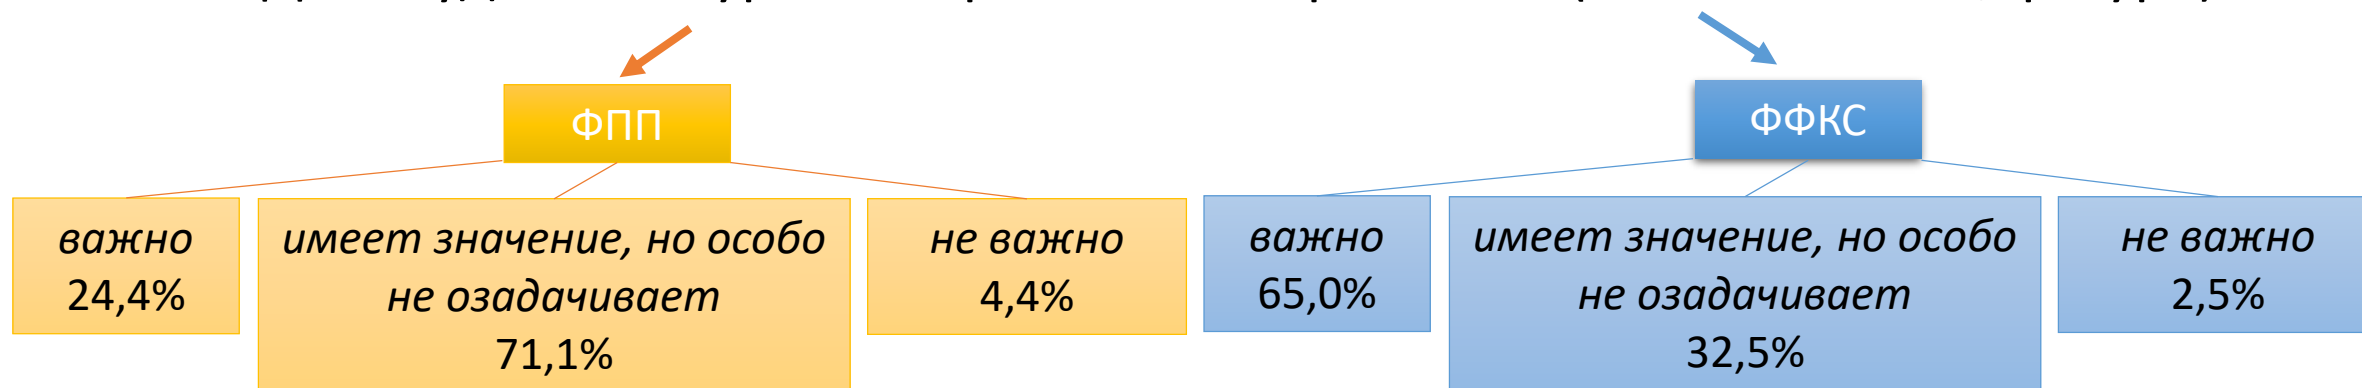 ФПП
ФФКС
важно
24,4%
имеет значение, но особо
не озадачивает
71,1%
не важно
4,4%
важно
65,0%
имеет значение, но особо
не озадачивает
32,5%
не важно
2,5%